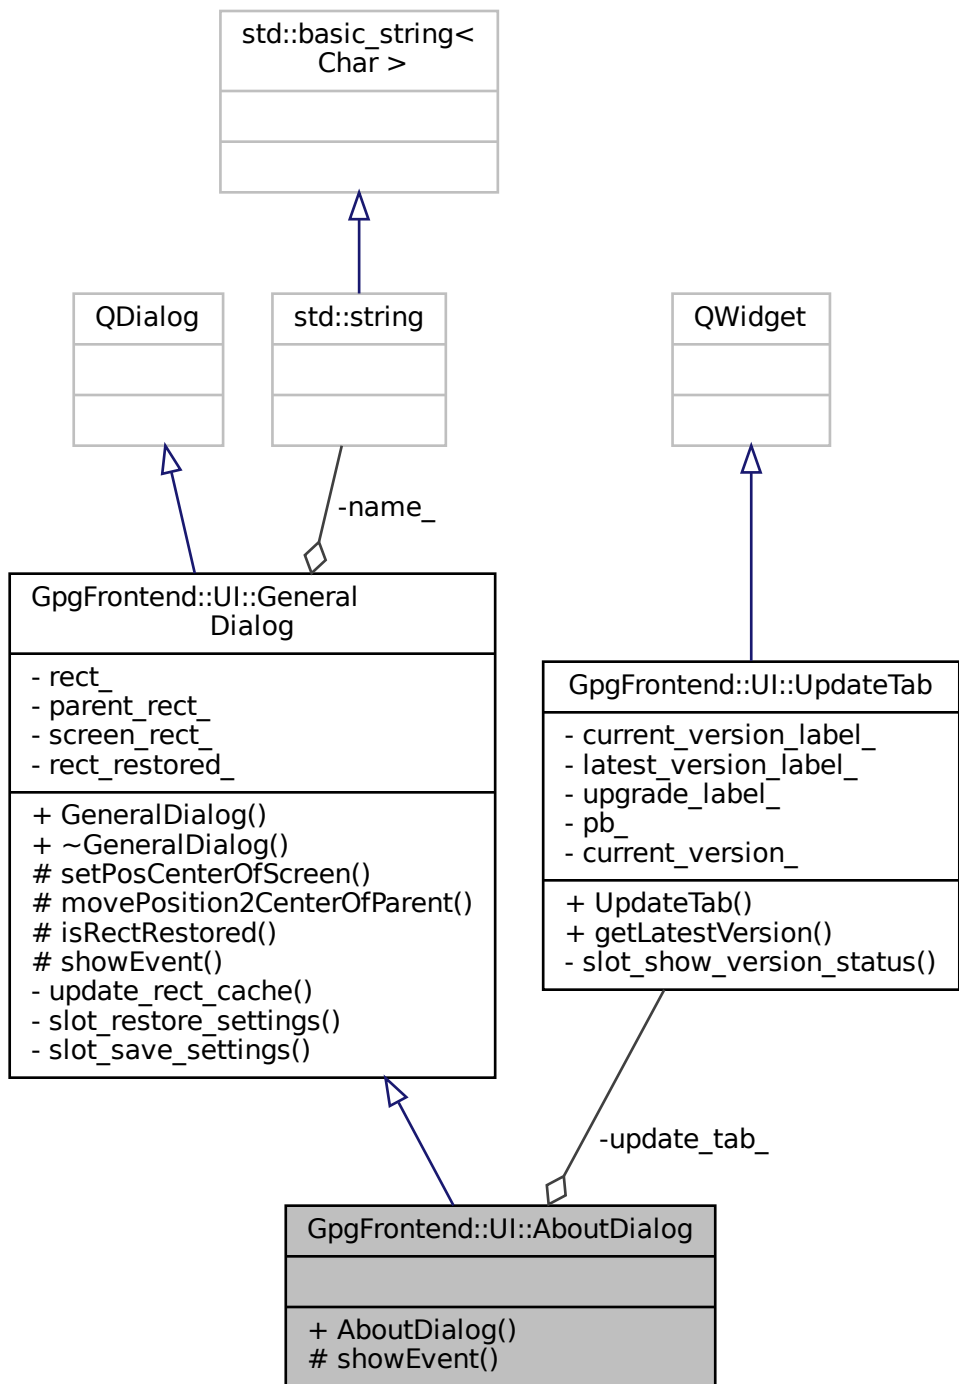 std::basic_string<
Char >
QDialog
std::string
QWidget
-name_
GpgFrontend::UI::General
Dialog
- rect_
- parent_rect_
- screen_rect_
- rect_restored_
+ GeneralDialog()
+ ~GeneralDialog()
# setPosCenterOfScreen()
# movePosition2CenterOfParent()
# isRectRestored()
# showEvent()
- update_rect_cache()
- slot_restore_settings()
- slot_save_settings()
GpgFrontend::UI::UpdateTab
- current_version_label_
- latest_version_label_
- upgrade_label_
- pb_
- current_version_
+ UpdateTab()
+ getLatestVersion()
- slot_show_version_status()
-update_tab_
GpgFrontend::UI::AboutDialog
+ AboutDialog()
# showEvent()